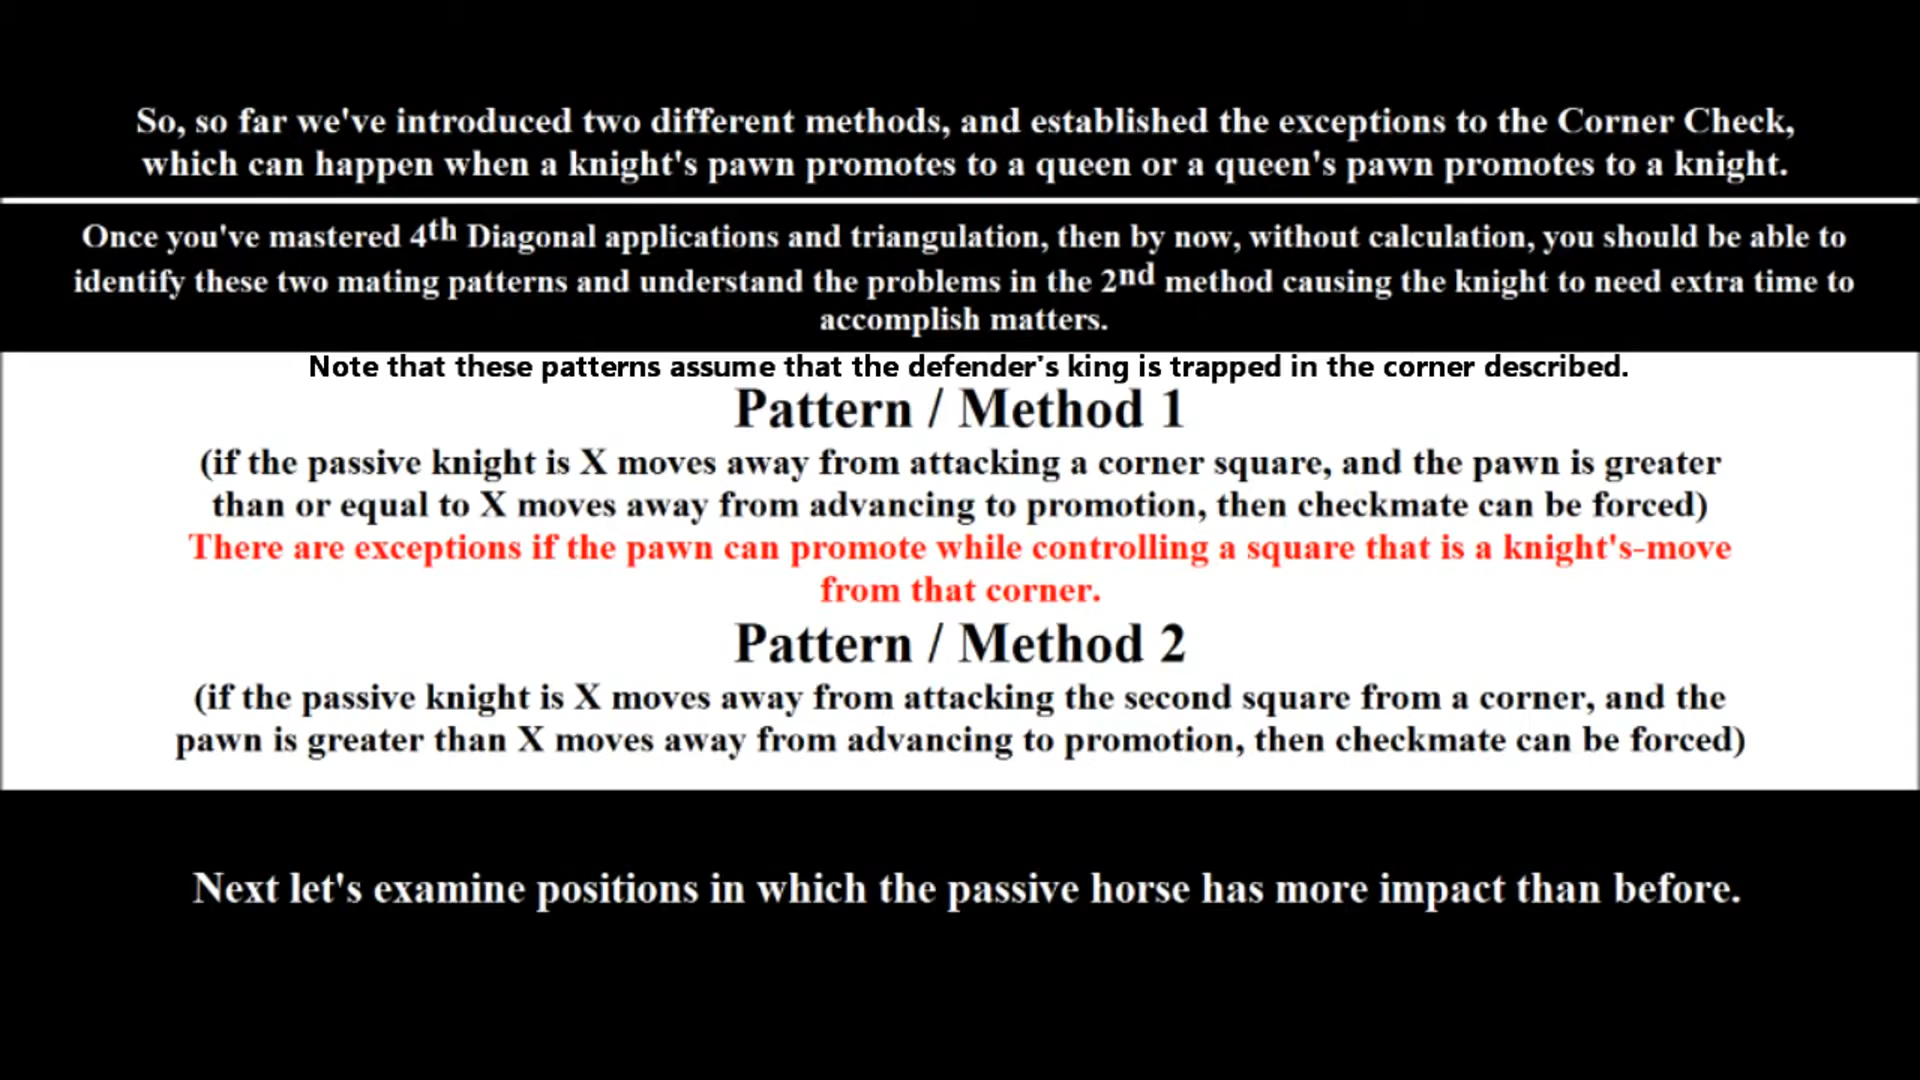 So, so far we've introduced two different methods, and established the exceptions to the Corner Check,
which can happen when a knight's pawn promotes to a queen or a queen's pawn promotes to a knight.
Once you've mastered 4th Diagonal applications and triangulation, then by now, without calculation, you should be able to
identify these two mating patterns and understand the problems in the 2nd method causing the knight to need extra time to
accomplish matters.
Note that these patterns assume that the defender's king is trapped in the corner described.
Pattern / Method 1
(if the passive knight is X moves away from attacking a corner square, and the pawn is greater
than or equal to X moves away from advancing to promotion, then checkmate can be forced)
There are exceptions if the pawn can promote while controlling a square that is a knight's-move
from that corner.
Pattern / Method 2
(if the passive knight is X moves away from attacking the second square from a corner, and the
pawn is greater than X moves away from advancing to promotion, then checkmate can be forced)
Next let's examine positions in which the passive horse has more impact than before.